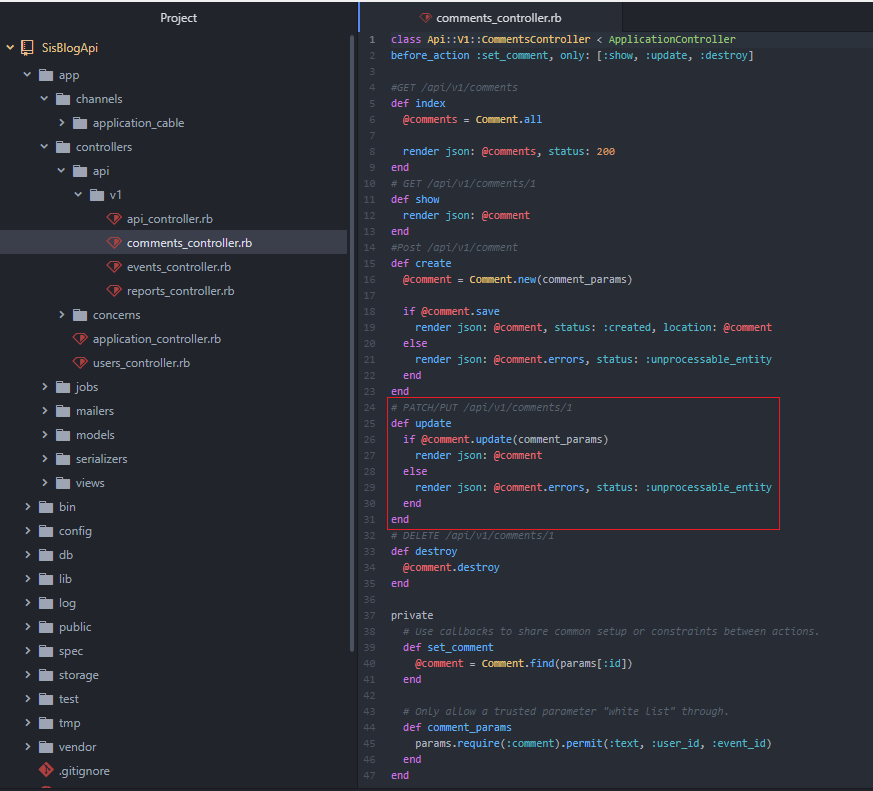 Project
SisBlogApi
app
channels
application_cable
controllers
api
v1
api_controller.rb
comments_controller.rb
events_controller.rb
reports_controller.rb
concerns
application_controller.rb
users_controller.rb
jobs
mailers
models
serializers
views
bin
config
db
lib
log
public
spec
storage
test
tmp
vendor
.gitignore
comments_controller.rb
1 class Api::V1::CommentsController < ApplicationController
2 before_action :set_comment, only: [:show, :update, :destroy]
3
4 #GET /api/v1/comments
5 def index
6 @comments = Comment.all
7
8 render json: @comments, status: 200
9 end
10 # GET /api/v1/comments/1
11 def show
12 render json: @comment
13 end
14 #Post /api/v1/comment
15 def create
16 @comment = Comment.new(comment_params)
17
18 if @comment.save
19 render json: @comment, status: :created, location: @comment
20 else
21 render json: @comment.errors, status: :unprocessable_entity
22 end
23 end
24 # PATCH/PUT /api/v1/comments/1
25 def update
26 if @comment.update(comment_params)
27 render json: @comment
28 else
29 render json: @comment.errors, status: :unprocessable_entity
30 end
31 end
32 # DELETE /api/v1/comments/1
33 def destroy
34 @comment.destroy
35 end
36
37 private
38 # Use callbacks to share common setup or constraints between actions.
39 def set_comment
40 @comment = Comment.find(params[:id])
41 end
42
43 # Only allow a trusted parameter "white list" through.
44 def comment_params
45 params.require(:comment).permit(:text, :user_id, :event_id)
46 end
47 end